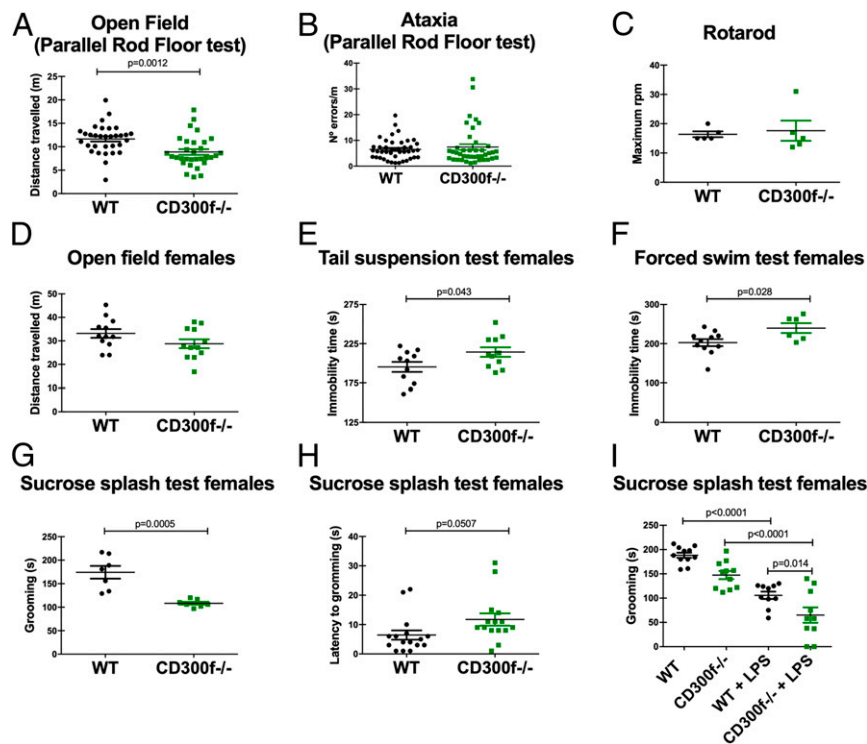 A
Open Field
(Parallel Rod Floor test)
p=0.0012
Distance travelled (m)
25
20
15
10
5
0
WT
CD300f-/-
B
Ataxia
(Parallel Rod Floor test)
Nº errors/m
40
30
20
10
0
WT
CD300f-/-
C
Rotarod
Maximum rpm
40
30
20
10
0
WT
CD300f-/-
D
Open field females
Distance travelled (m)
50
40
30
20
10
0
WT
CD300f-/-
E
Tail suspension test females
p=0.043
Immobility time (s)
275
225
175
125
WT
CD300f-/-
F
Forced swim test females
p=0.028
Immobility time (s)
300
200
100
0
WT
CD300f-/-
G
Sucrose splash test females
p=0.0005
Grooming (s)
250
200
150
100
50
0
WT
CD300f-/-
H
Sucrose splash test females
p=0.0507
Latency to gromming (s)
40
30
20
10
0
WT
CD300f-/-
I
Sucrose splash test females
p<0.0001
p<0.0001
p=0.014
Grooming (s)
250
200
150
100
50
0
WT
CD300f-/-
WT + LPS
CD300f-/- + LPS